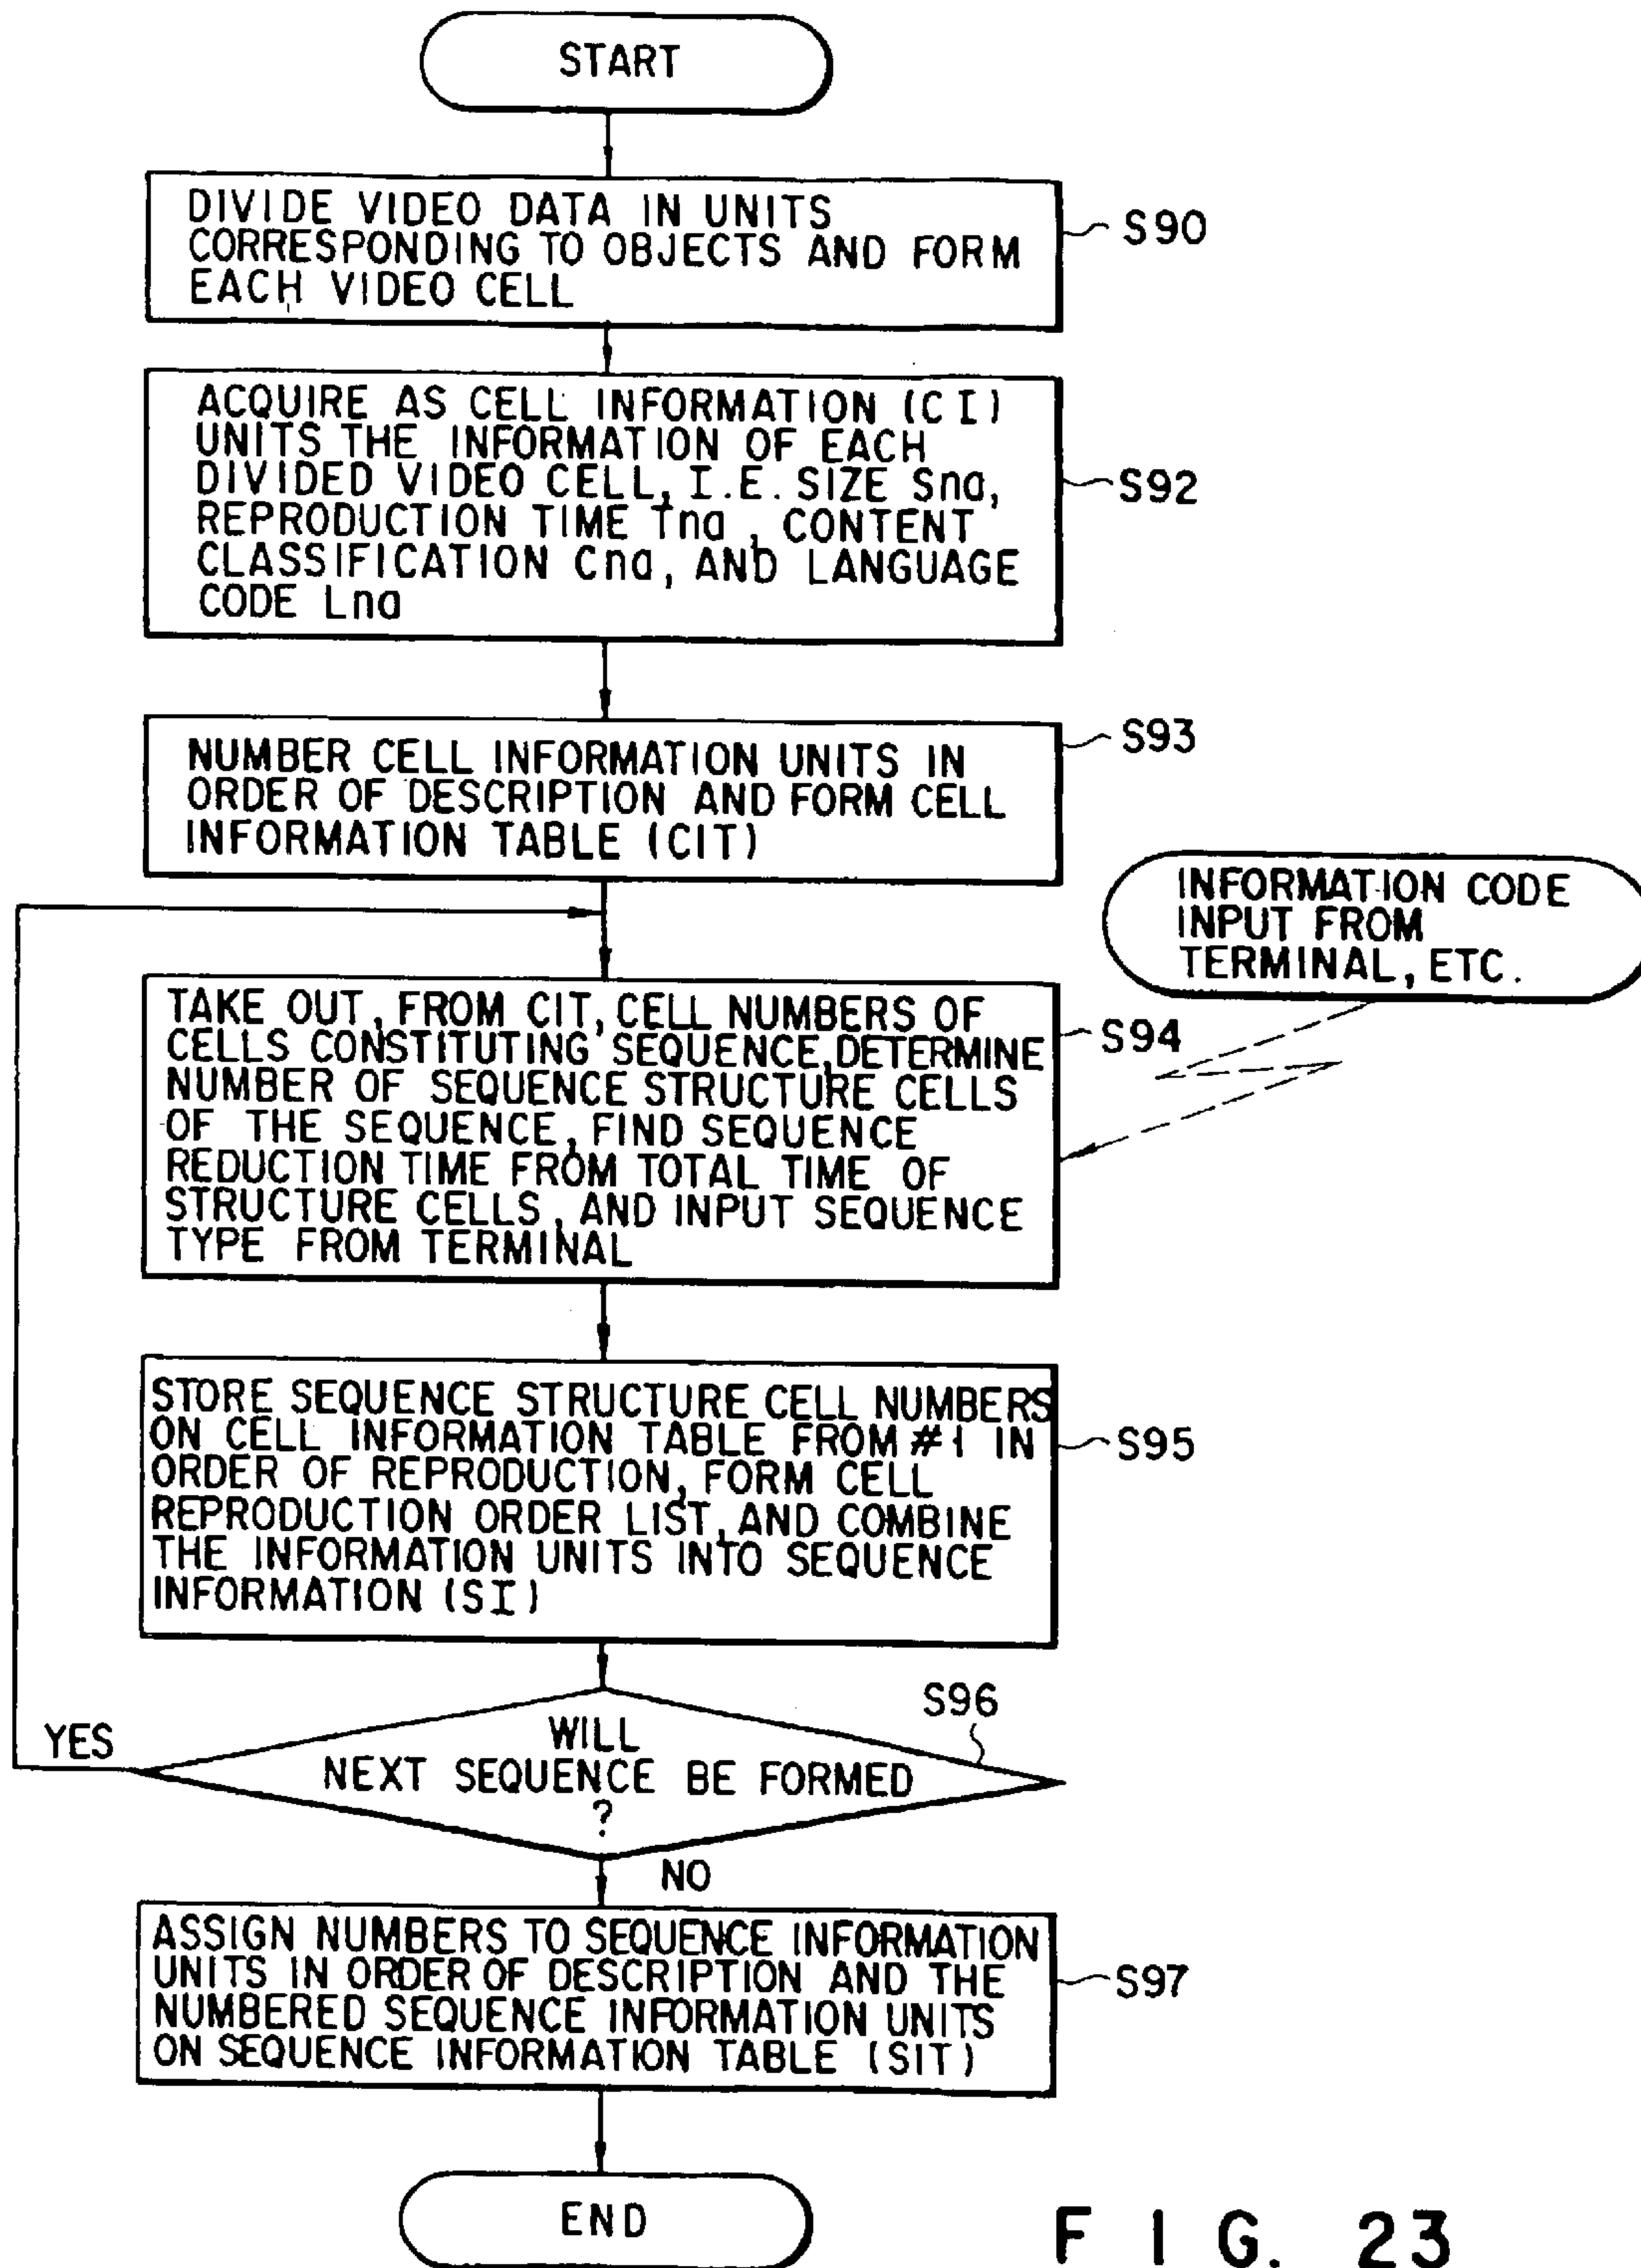 START
DIVIDE VIDEO DATA IN UNITS
CORRESPONDING TO OBJECTS AND FORM
EACH VIDEO CELL
S90
ACQUIRE AS CELL INFORMATION (CI)
UNITS THE INFORMATION OF EACH
DIVIDED VIDEO CELL, I.E. SIZE Sna,
REPRODUCTION TIME Tna, CONTENT
CLASSIFICATION Cna, AND LANGUAGE
CODE Lna
S92
NUMBER CELL INFORMATION UNITS IN
ORDER OF DESCRIPTION AND FORM CELL
INFORMATION TABLE (CIT)
S93
INFORMATION CODE
INPUT FROM
TERMINAL, ETC.
TAKE OUT, FROM CIT, CELL NUMBERS OF
CELLS CONSTITUTING SEQUENCE, DETERMINE
NUMBER OF SEQUENCE STRUCTURE CELLS
OF THE SEQUENCE, FIND SEQUENCE
REDUCTION TIME FROM TOTAL TIME OF
STRUCTURE CELLS, AND INPUT SEQUENCE
TYPE FROM TERMINAL
S94
STORE SEQUENCE STRUCTURE CELL NUMBERS
ON CELL INFORMATION TABLE FROM #1 IN
ORDER OF REPRODUCTION, FORM CELL
REPRODUCTION ORDER LIST, AND COMBINE
THE INFORMATION UNITS INTO SEQUENCE
INFORMATION (SI)
S95
S96
WILL
NEXT SEQUENCE BE FORMED
?
YES
NO
ASSIGN NUMBERS TO SEQUENCE INFORMATION
UNITS IN ORDER OF DESCRIPTION AND THE
NUMBERED SEQUENCE INFORMATION UNITS
ON SEQUENCE INFORMATION TABLE (SIT)
S97
END
FIG. 23